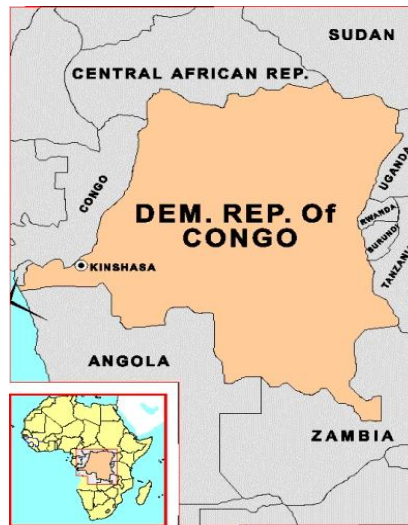 SUDAN
CENTRAL AFRICAN REP.
UGANDA
CONGO
DEM. REP. Of
CONGO
RWANDA
BURUNDI
KINSHASA
TANZANIA
ANGOLA
ZAMBIA